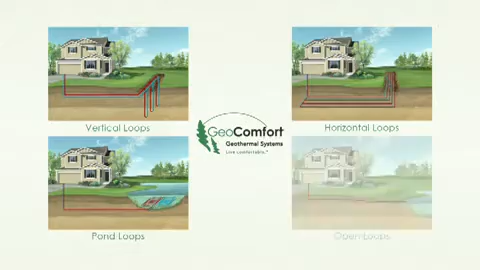 Vertical Loops
GeoComfort
Geothermal Systems
Horizontal Loops
Pond Loops
Open Loops